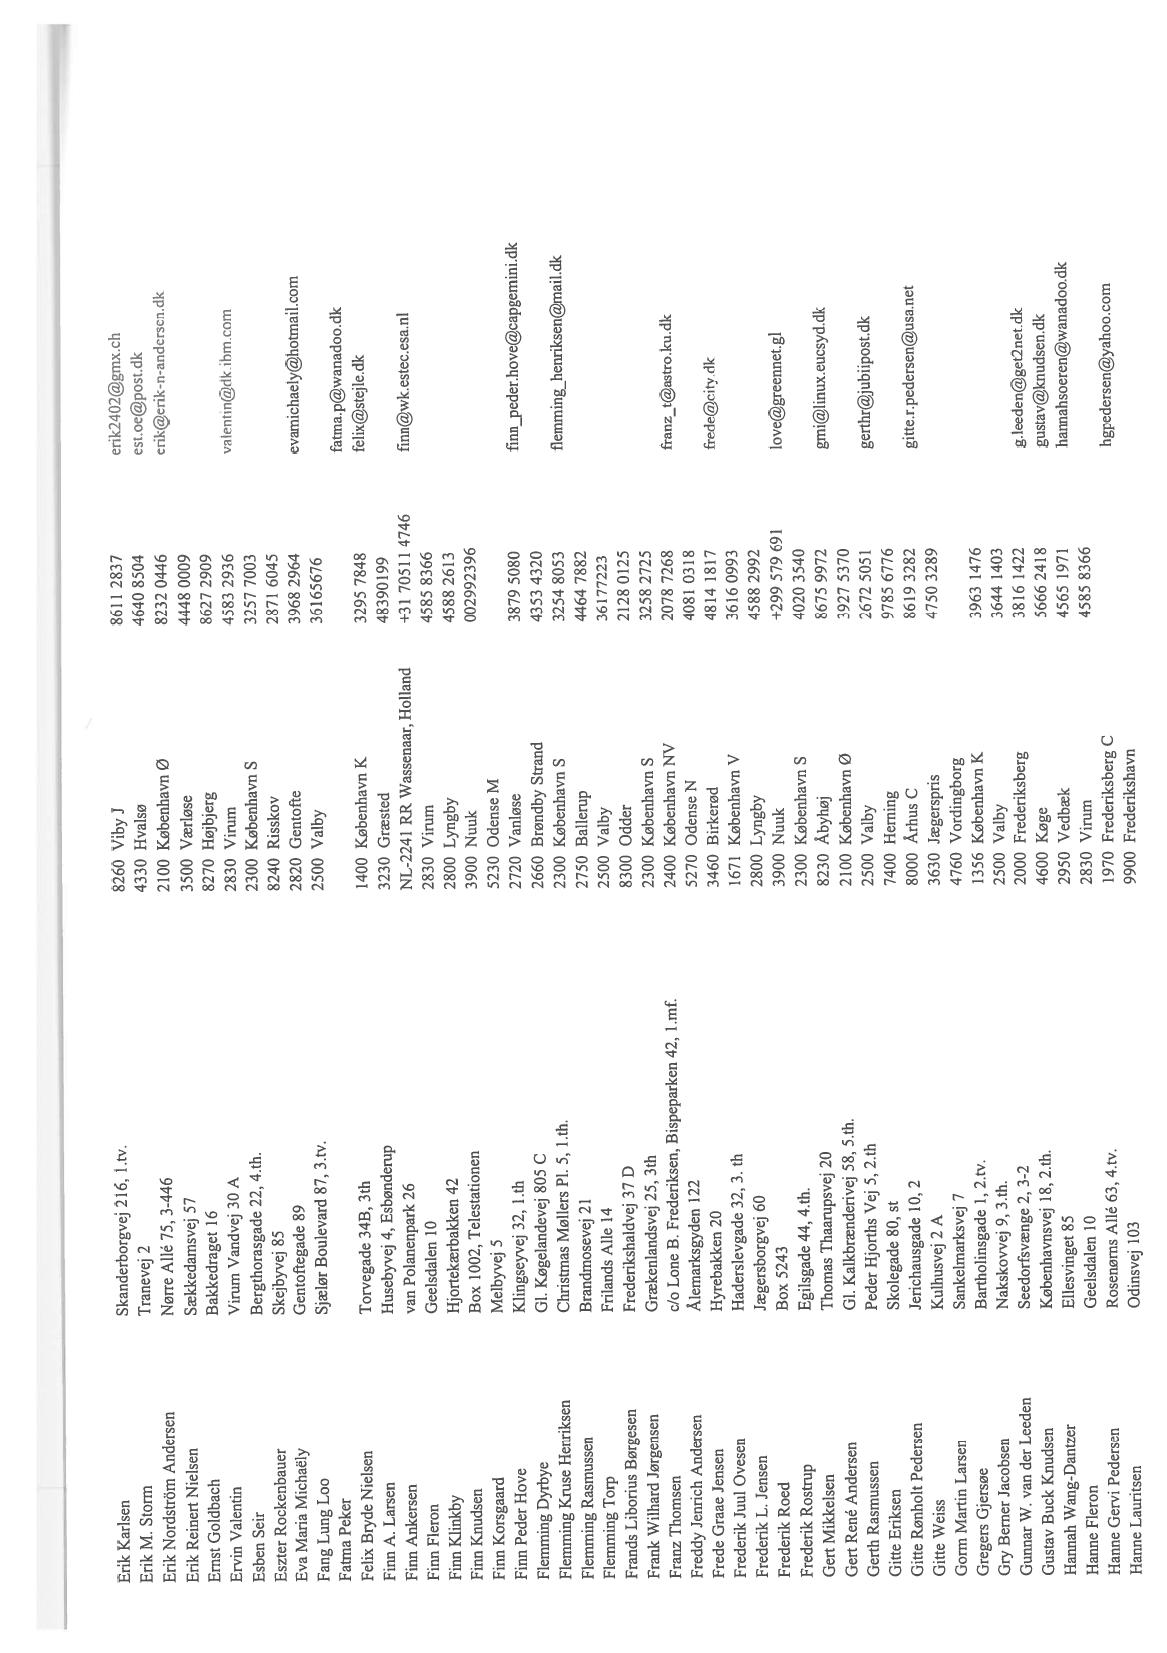 Erik Karlsen Skanderborgvej 216, 1.tv. 8260 Viby J 8611 2837 erik2402@gmx.ch
Erik M. Storm Tranevej 2 4330 Hvalsø 4640 8504 est.oe@post.dk
Erik Nordström Andersen Nørre Allé 75, 3-446 2100 København Ø 8232 0446 erik@erik-n-andersen.dk
Erik Reinert Nielsen Sækkedamsvej 57 3500 Værløse 4448 0009
Ernst Goldbach Bakkedraget 16 8270 Højbjerg 8627 2909
Ervin Valentin Virum Vandvej 30 A 2830 Virum 4583 2936 valentin@dk.ibm.com
Esben Seir Bergthorasgade 22, 4.th. 2300 København S 3257 7003
Eszter Rockenbauer Skejbyvej 85 8240 Risskov 2871 6045
Eva Maria Michaëly Gentoftegade 89 2820 Gentofte 3968 2964 evamichaely@hotmail.com
Fang Lung Loo Sjælør Boulevard 87, 3.tv. 2500 Valby 36165676
Fatma Peker fatma.p@wanadoo.dk
Felix Bryde Nielsen Torvegade 34B, 3th 1400 København K 3295 7848 felix@stejle.dk
Finn A. Larsen Husebyvej 4, Esbønderup 3230 Græsted 48390199
Finn Ankersen van Polanenpark 26 NL-2241 RR Wassenaar, Holland +31 70511 4746 finn@wk.estec.esa.nl
Finn Fleron Geelsdalen 10 2830 Virum 4585 8366
Finn Klinkby Hjortekærbakken 42 2800 Lyngby 4588 2613
Finn Knudsen Box 1002, Telestationen 3900 Nuuk 00292396
Finn Korsgaard Melbyvej 5 5230 Odense M
Finn Peder Hove Klingseyvej 32, 1.th 2720 Vanløse 3879 5080 finn_peder.hove@capgemini.dk
Flemming Dyrbye Gl. Køgelandevej 805 C 2660 Brøndby Strand 4353 4320
Flemming Kruse Henriksen Christmas Møllers Pl. 5, 1.th. 2300 København S 3254 8053 flemming_henriksen@mail.dk
Flemming Rasmussen Brandmosevej 21 2750 Ballerup 4464 7882
Flemming Torp Frilands Alle 14 2500 Valby 36177223
Frands Liborius Børgesen Frederikshaldvej 37 D 8300 Odder 2128 0125
Frank Wilhard Jørgensen Grækenlandsvej 25, 3th 2300 København S 3258 2725
Franz Thomsen c/o Lone B. Frederiksen, Bispeparken 42, 1.mf. 2400 København NV 2078 7268 franz_t@astro.ku.dk
Freddy Jenrich Andersen Ålemarksgyden 122 5270 Odense N 4081 0318
Frede Graae Jensen Hyrebakken 20 3460 Birkerød 4814 1817 frede@city.dk
Frederik Juul Ovesen Haderslevgade 32, 3. th 1671 København V 3616 0993
Frederik L. Jensen Jægersborgvej 60 2800 Lyngby 4588 2992
Frederik Roed Box 5243 3900 Nuuk +299 579 691 love@greennet.gl
Frederik Rostrup Egilsgade 44, 4.th. 2300 København S 4020 3540
Gert Mikkelsen Thomas Thaarupsvej 20 8230 Åbyhøj 8675 9972 gmi@linux.eucsyd.dk
Gert René Andersen Gl. Kalkbrænderivej 58, 5.th. 2100 København Ø 3927 5370
Gerth Rasmussen Peder Hjorths Vej 5, 2.th 2500 Valby 2672 5051 gerthr@jubiipost.dk
Gitte Eriksen Skolegade 80, st 7400 Herning 9785 6776
Gitte Rønholt Pedersen Jerichausgade 10, 2 8000 Århus C 8619 3282 gitte.r.pedersen@usa.net
Gitte Weiss Kulhusvej 2 A 3630 Jægerspris 4750 3289
Gorm Martin Larsen Sankelmarksvej 7 4760 Vordingborg
Gregers Gjersøe Bartholinsgade 1, 2.tv. 1356 København K 3963 1476
Gry Berner Jacobsen Nakskovvej 9, 3.th. 2500 Valby 3644 1403
Gunnar W. van der Leeden Seedorfsvænge 2, 3-2 2000 Frederiksberg 3816 1422 g.leeden@get2net.dk
Gustav Buck Knudsen Københavnsvej 18, 2.th. 4600 Køge 5666 2418 gustav@knudsen.dk
Hannah Wang-Dantzer Ellesvinget 85 2950 Vedbæk 4565 1971 hannahsoeren@wanadoo.dk
Hanne Fleron Geelsdalen 10 2830 Virum 4585 8366
Hanne Gervi Pedersen Rosenørns Allé 63, 4.tv. 1970 Frederiksberg C hgpedersen@yahoo.com
Hanne Lauritsen Odinsvej 103 9900 Frederikshavn